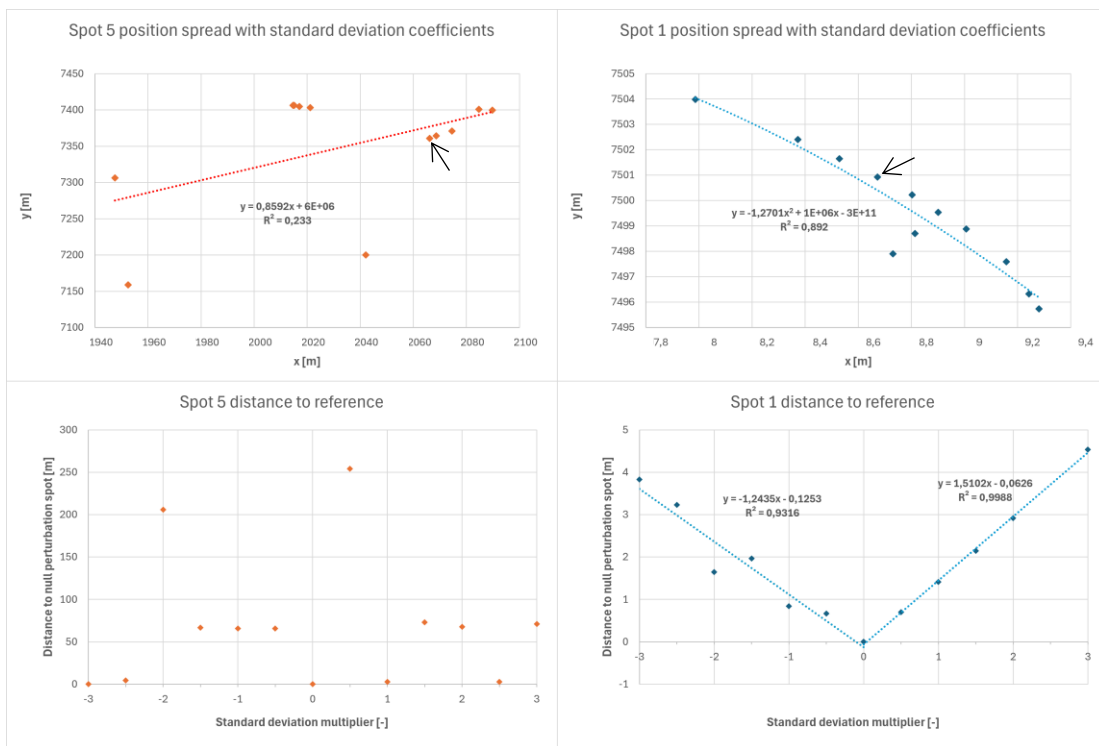 Spot 5 position spread with standard deviation coefficients
y [m]
7450
7400
7350
7300
7250
7200
7150
7100
y = 0,8592x + 6E+06
R² = 0,233
1940 1960 1980 2000 2020 2040 2060 2080 2100
x [m]
Spot 1 position spread with standard deviation coefficients
y [m]
7505
7504
7503
7502
7501
7500
7499
7498
7497
7496
7495
y = -1,2701x² + 1E+06x - 3E+11
R² = 0,892
7,8 8 8,2 8,4 8,6 8,8 9 9,2 9,4
x [m]
Spot 5 distance to reference
Distance to null perturbation spot [m]
300
250
200
150
100
50
0
-3 -2 -1 0 1 2 3
Standard deviation multiplier [-]
Spot 1 distance to reference
Distance to null perturbation spot [m]
5
4
3
2
1
0
-1
y = -1,2435x - 0,1253
R² = 0,9316
y = 1,5102x - 0,0626
R² = 0,9988
-3 -2 -1 0 1 2 3
Standard deviation multiplier [-]